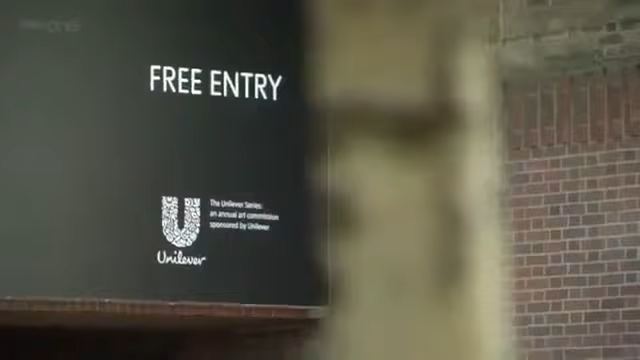 FREE ENTRY
The Unilever Series:
an annual art commission
sponsored by Unilever
Unilever